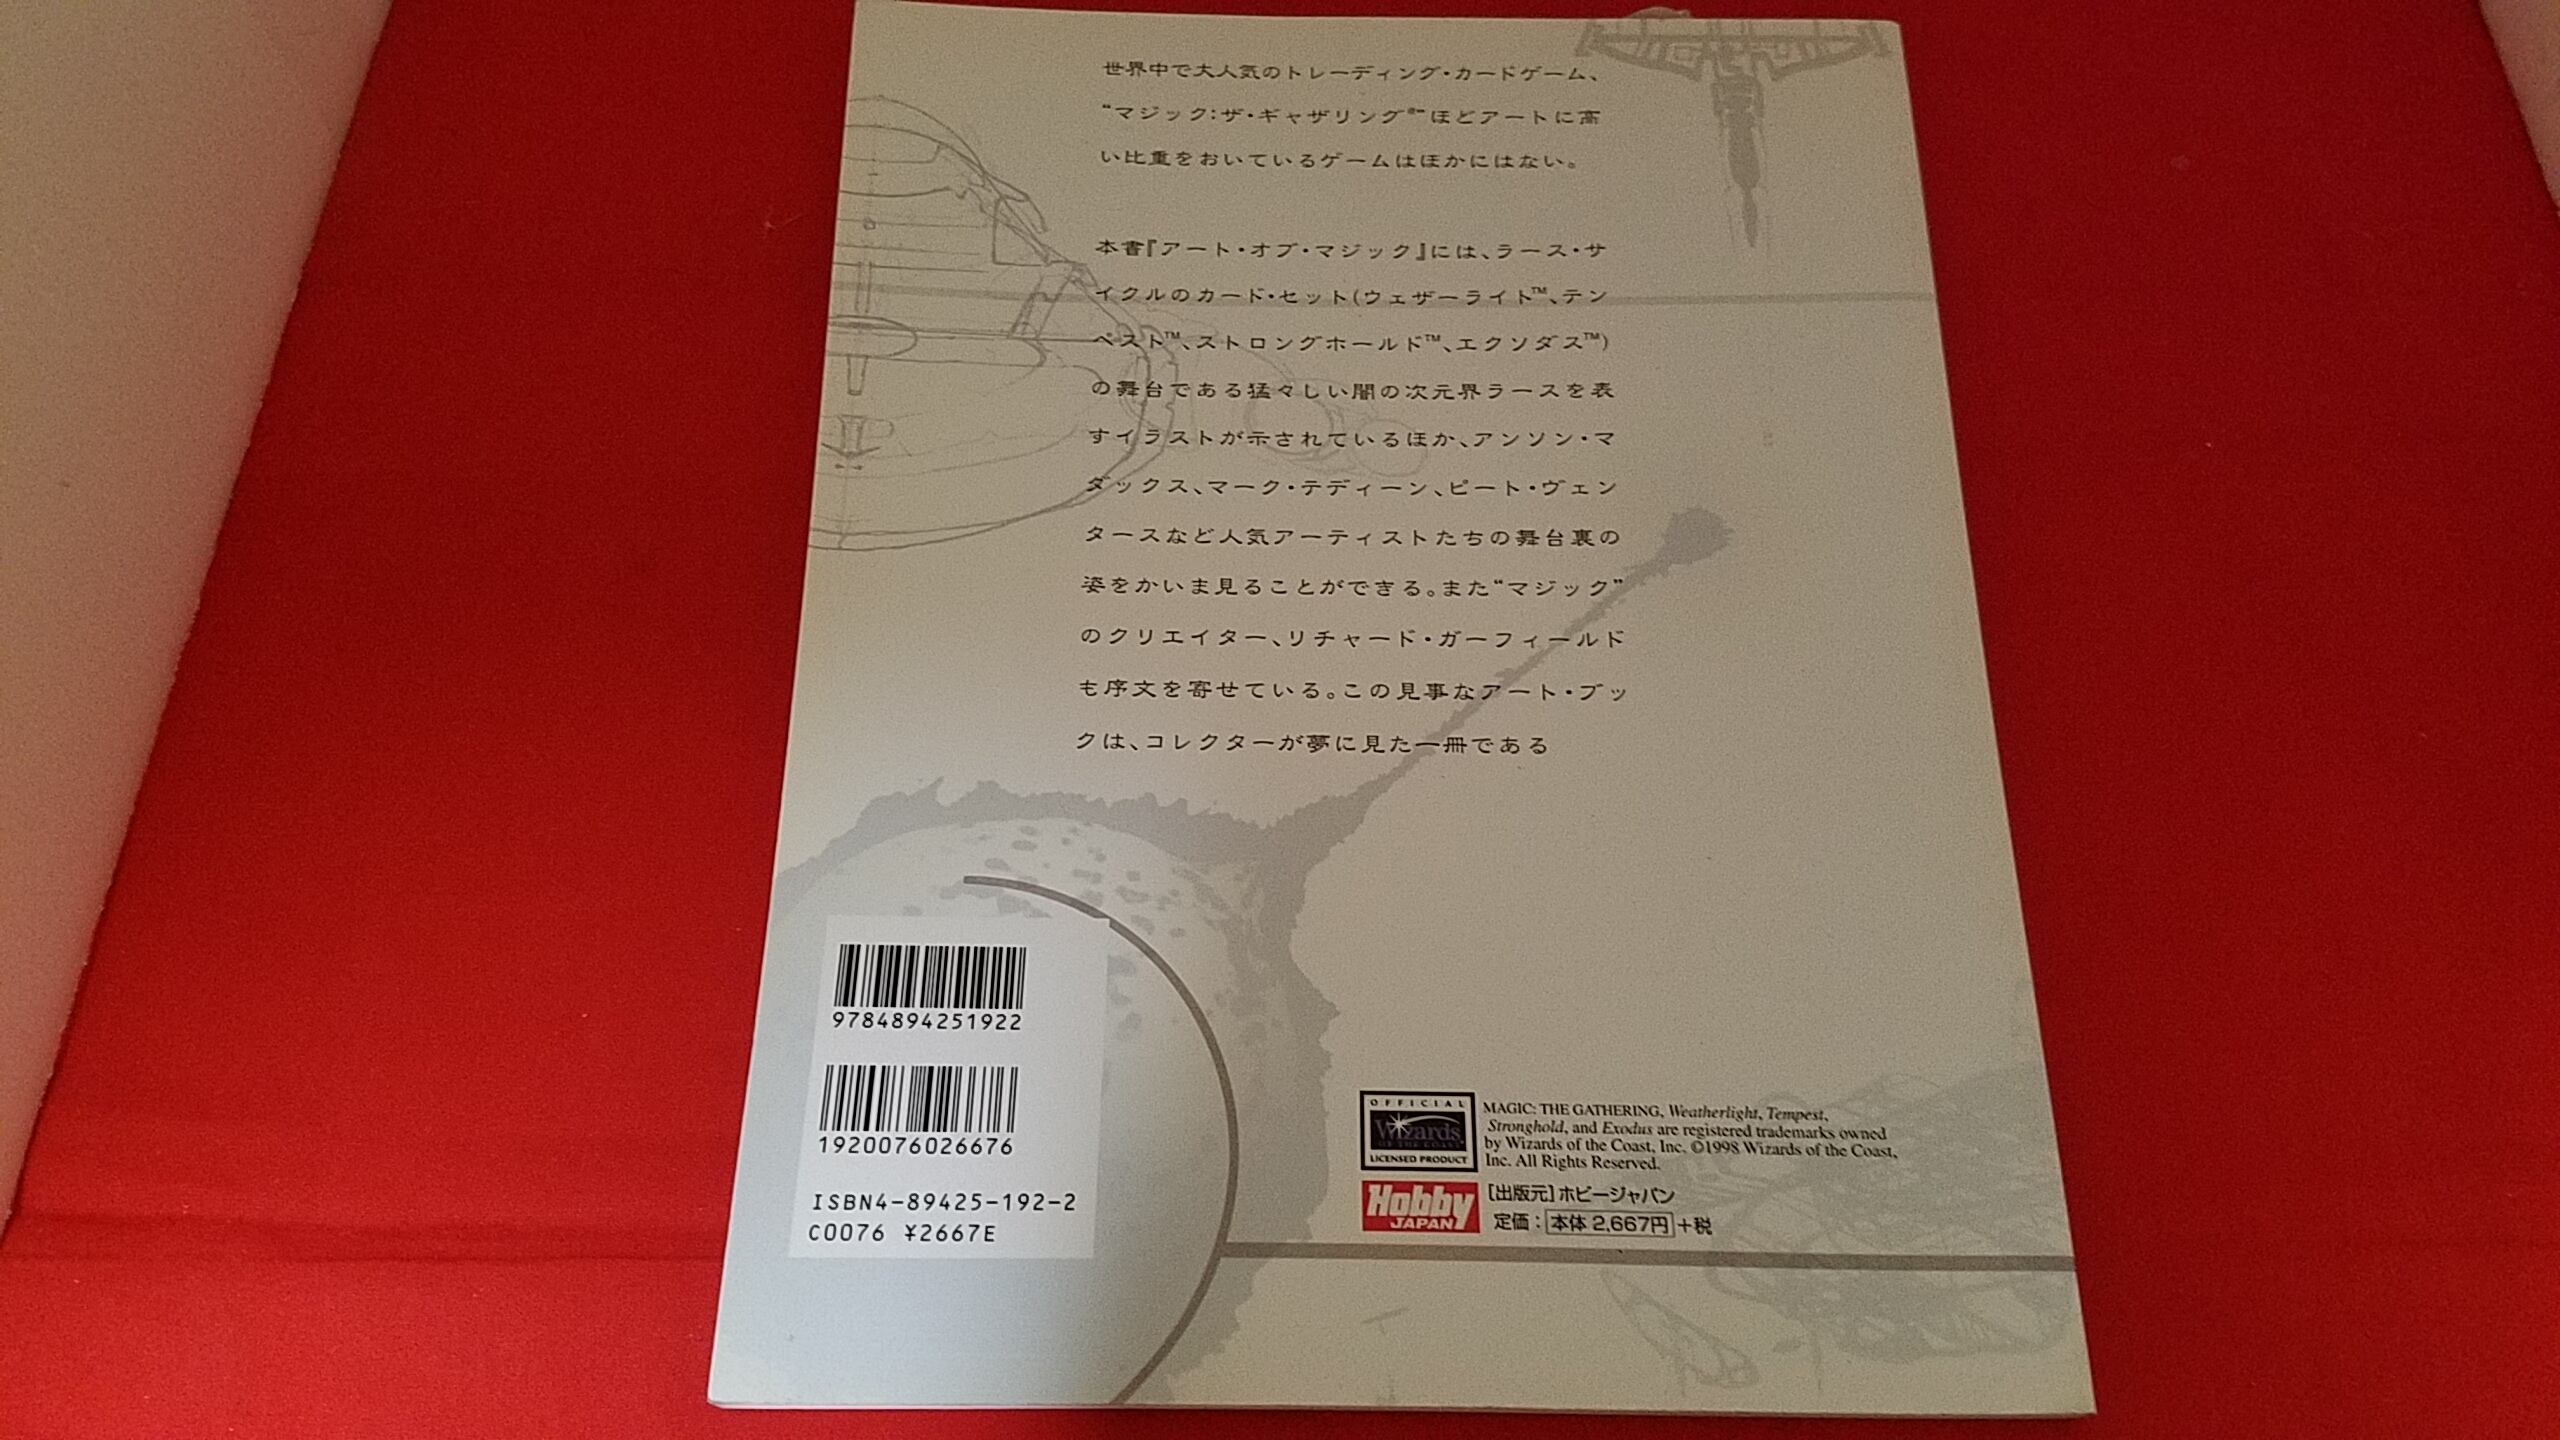 世界中で大人気のトレーディング・カードゲーム、
“マジック:ザ・ギャザリング®”ほどアートに高
い比重をおいているゲームはほかにはない。
本書『アート・オブ・マジック』には、ラース・サ
イクルのカード・セット(ウェザーライト™、テン
ペスト™、ストロングホールド™、エクソダス™)
の舞台である猛々しい闇の次元界ラースを表
すイラストが示されているほか、アンソン・マ
ダックス、マーク・テディーン、ピート・ヴェン
タースなど人気アーティストたちの舞台裏の
姿をかいま見ることができる。また“マジック”
のクリエイター、リチャード・ガーフィールド
も序文を寄せている。この見事なアート・ブッ
クは、コレクターが夢に見た一冊である
9784894251922
1920076026676
ISBN4-89425-192-2
C0076 ¥2667E
OFFICIAL
Wizards
OF THE COAST
LICENSED PRODUCT
MAGIC: THE GATHERING, Weatherlight, Tempest,
Stronghold, and Exodus are registered trademarks owned
by Wizards of the Coast, Inc. ©1998 Wizards of the Coast,
Inc. All Rights Reserved.
Hobby
JAPAN
[出版元]ホビージャパン
定価:本体 2,667円+税